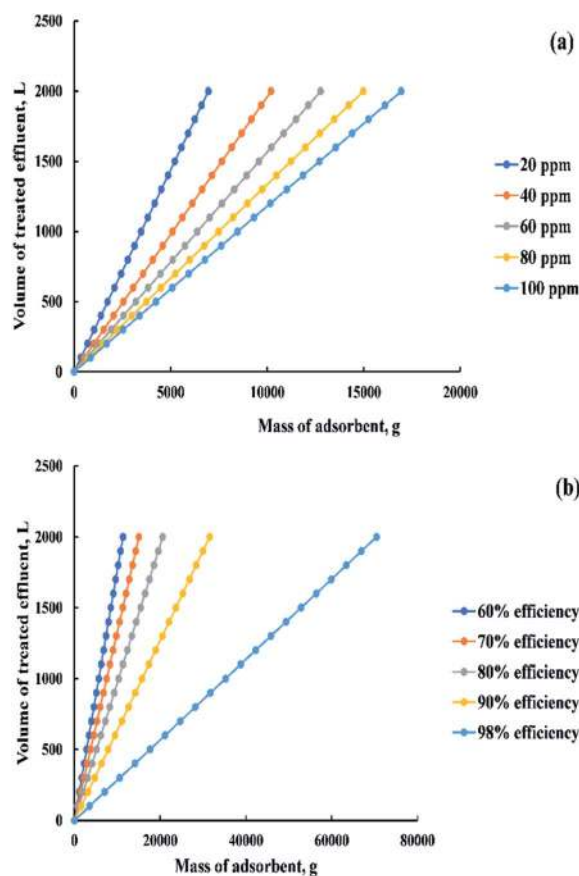 (a)
2500
2000
1500
1000
500
0
Volume of treated effluent, L
0 5000 10000 15000 20000
Mass of adsorbent, g
20 ppm
40 ppm
60 ppm
80 ppm
100 ppm
(b)
2500
2000
1500
1000
500
0
Volume of treated effluent, L
0 20000 40000 60000 80000
Mass of adsorbent, g
60% efficiency
70% efficiency
80% efficiency
90% efficiency
98% efficiency